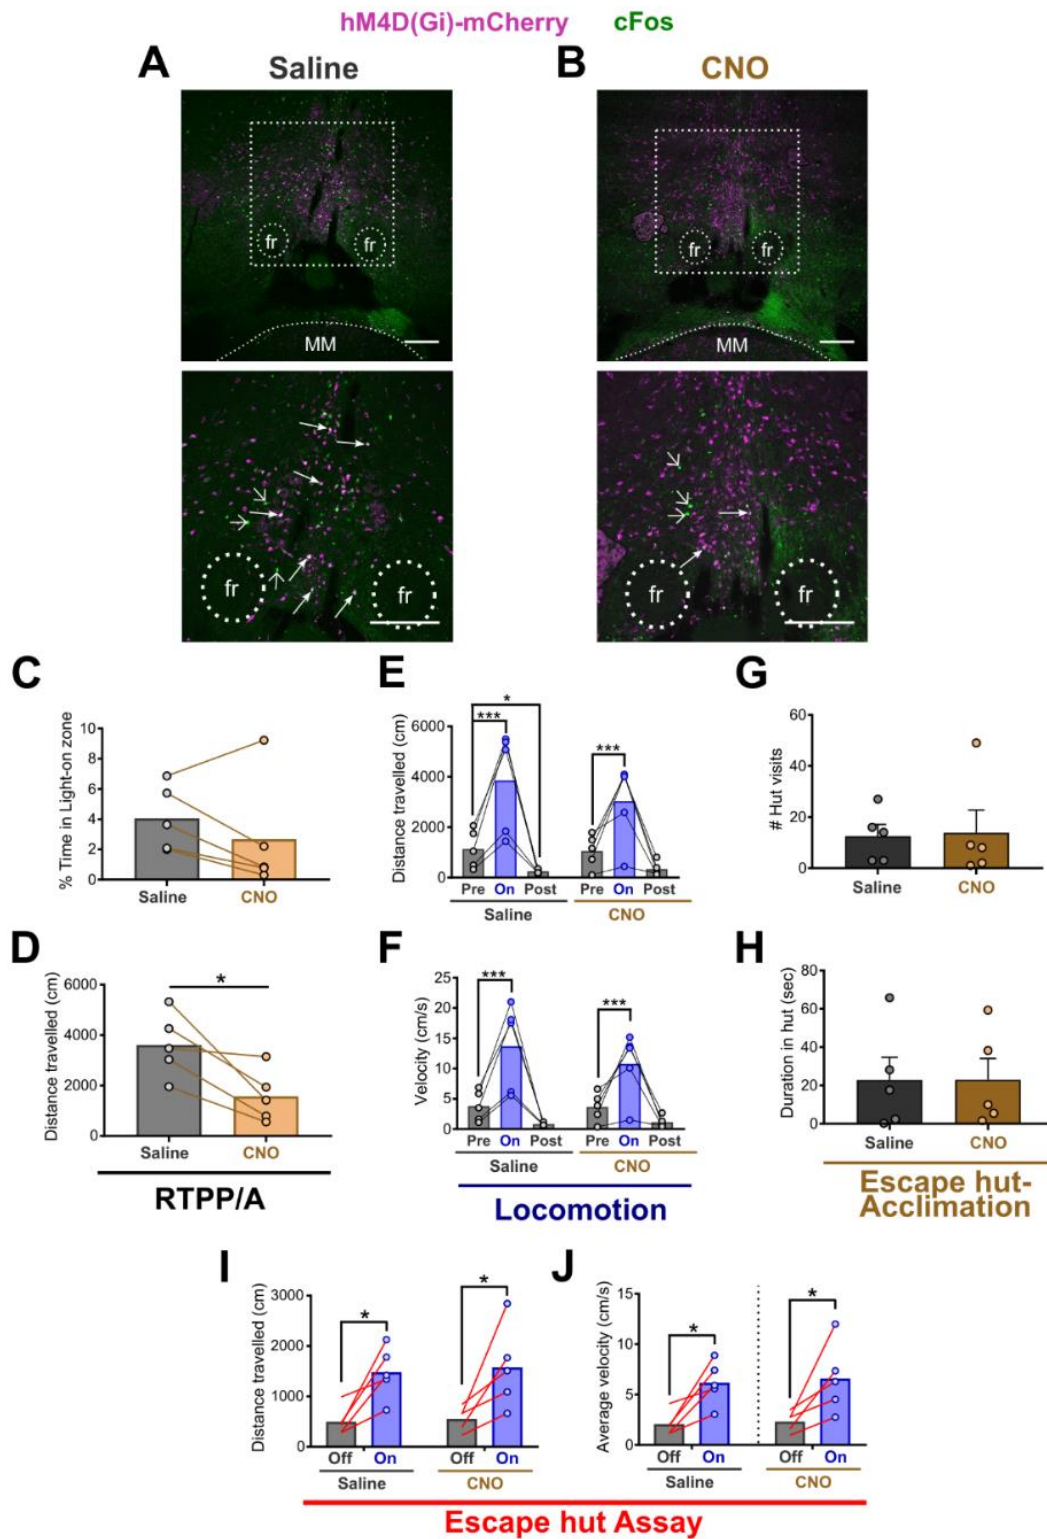 hM4D(Gi)-mCherry cFos
A Saline
fr fr
MM
fr fr
B CNO
fr fr
MM
fr fr
C
% Time in Light-on zone
10
8
6
4
2
0
Saline CNO
D
Distance travelled (cm)
6000
4000
2000
0
*
Saline CNO
RTPP/A
E
Distance travelled (cm)
6000
4000
2000
0
*
*** ***
Pre On Post Pre On Post
Saline CNO
F
Velocity (cm/s)
25
20
15
10
5
0
*** ***
Pre On Post Pre On Post
Saline CNO
Locomotion
G
# Hut visits
60
40
20
0
Saline CNO
H
Duration in hut (sec)
80
60
40
20
0
Saline CNO
Escape hut-
Acclimation
I
Distance travelled (cm)
3000
2000
1000
0
* *
Off On Off On
Saline CNO
J
Average velocity (cm/s)
15
10
5
0
* *
Off On Off On
Saline CNO
Escape hut Assay